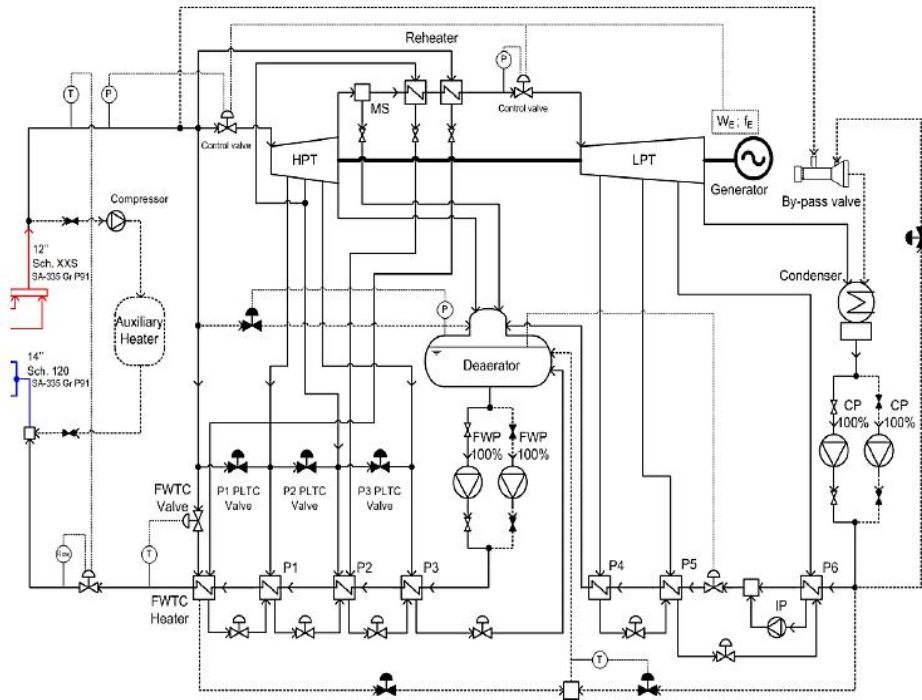 Reheater
T
P
P
MS
Control valve
Control valve
W_E ; f_E
HPT
LPT
Generator
By-pass valve
Compressor
12"
Sch. XXS
SA-335 Gr P91
Condenser
Auxiliary
Heater
P
14"
Sch. 120
SA-335 Gr P91
Deaerator
CP
100%
CP
100%
FWP
100%
FWP
100%
P1 PLTC
Valve
P2 PLTC
Valve
P3 PLTC
Valve
FWTC
Valve
T
P1
P2
P3
P4
P5
P6
FWTC
Heater
IP
T